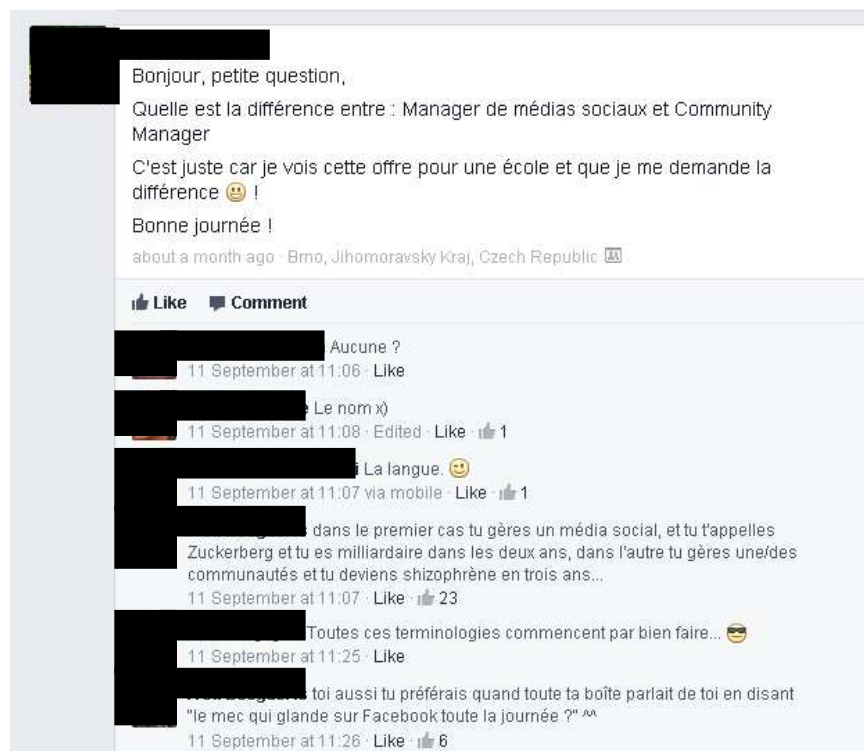 Bonjour, petite question,
Quelle est la différence entre : Manager de médias sociaux et Community
Manager
C'est juste car je vois cette offre pour une école et que je me demande la
différence 😃 !
Bonne journée !
about a month ago · Brno, Jihomoravsky Kraj, Czech Republic
Like Comment
Aucune ?
11 September at 11:06 · Like
Le nom x)
11 September at 11:08 · Edited · Like · 1
La langue. 😉
11 September at 11:07 via mobile · Like · 1
dans le premier cas tu gères un média social, et tu t'appelles
Zuckerberg et tu es milliardaire dans les deux ans, dans l'autre tu gères une/des
communautés et tu deviens shizophrène en trois ans...
11 September at 11:07 · Like · 23
Toutes ces terminologies commencent par bien faire... 😎
11 September at 11:25 · Like
toi aussi tu préférais quand toute ta boîte parlait de toi en disant
"le mec qui glande sur Facebook toute la journée ?" ^^
11 September at 11:26 · Like · 6